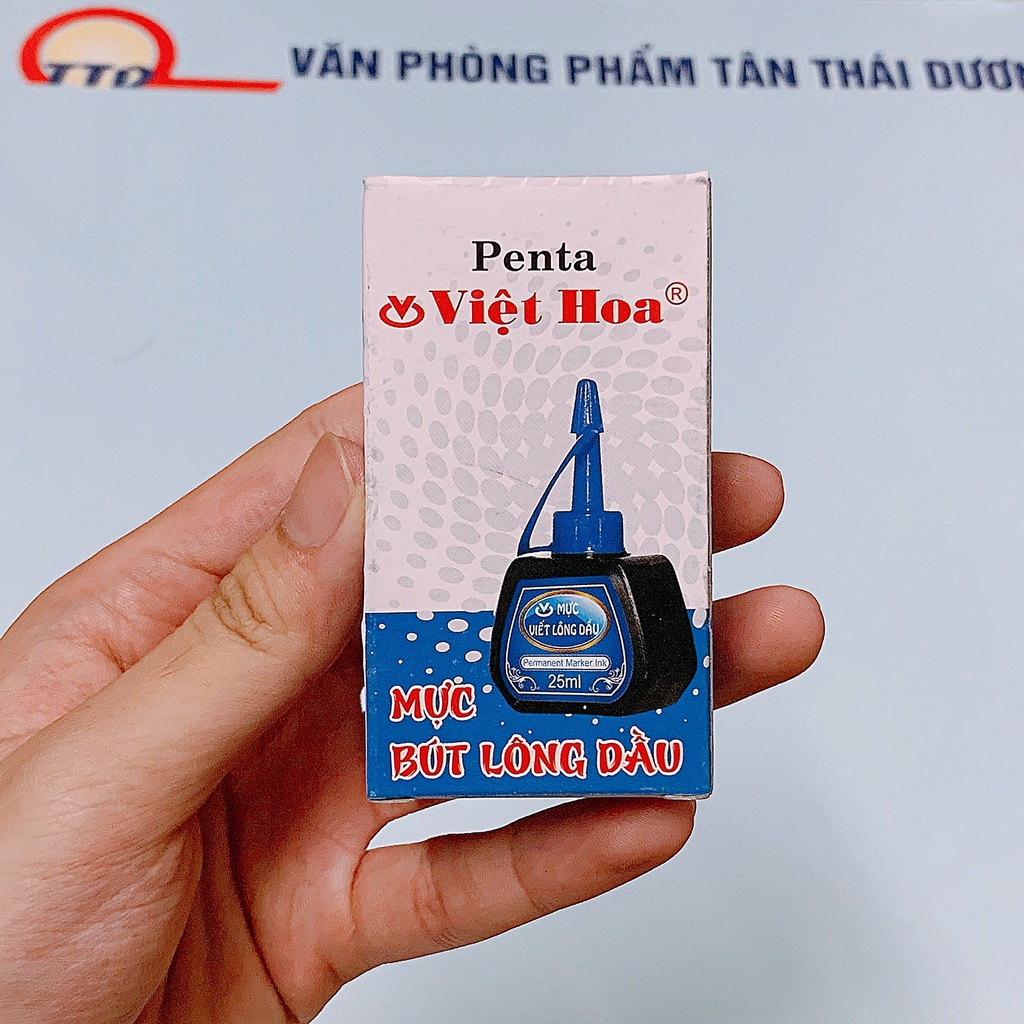 TTD
VĂN PHÒNG PHẨM TÂN THÁI DƯƠN
Penta
Việt Hoa®
MỰC
VIẾT LÔNG DẦU
Permanent Marker Ink
25ml
MỰC
BÚT LÔNG DẦU